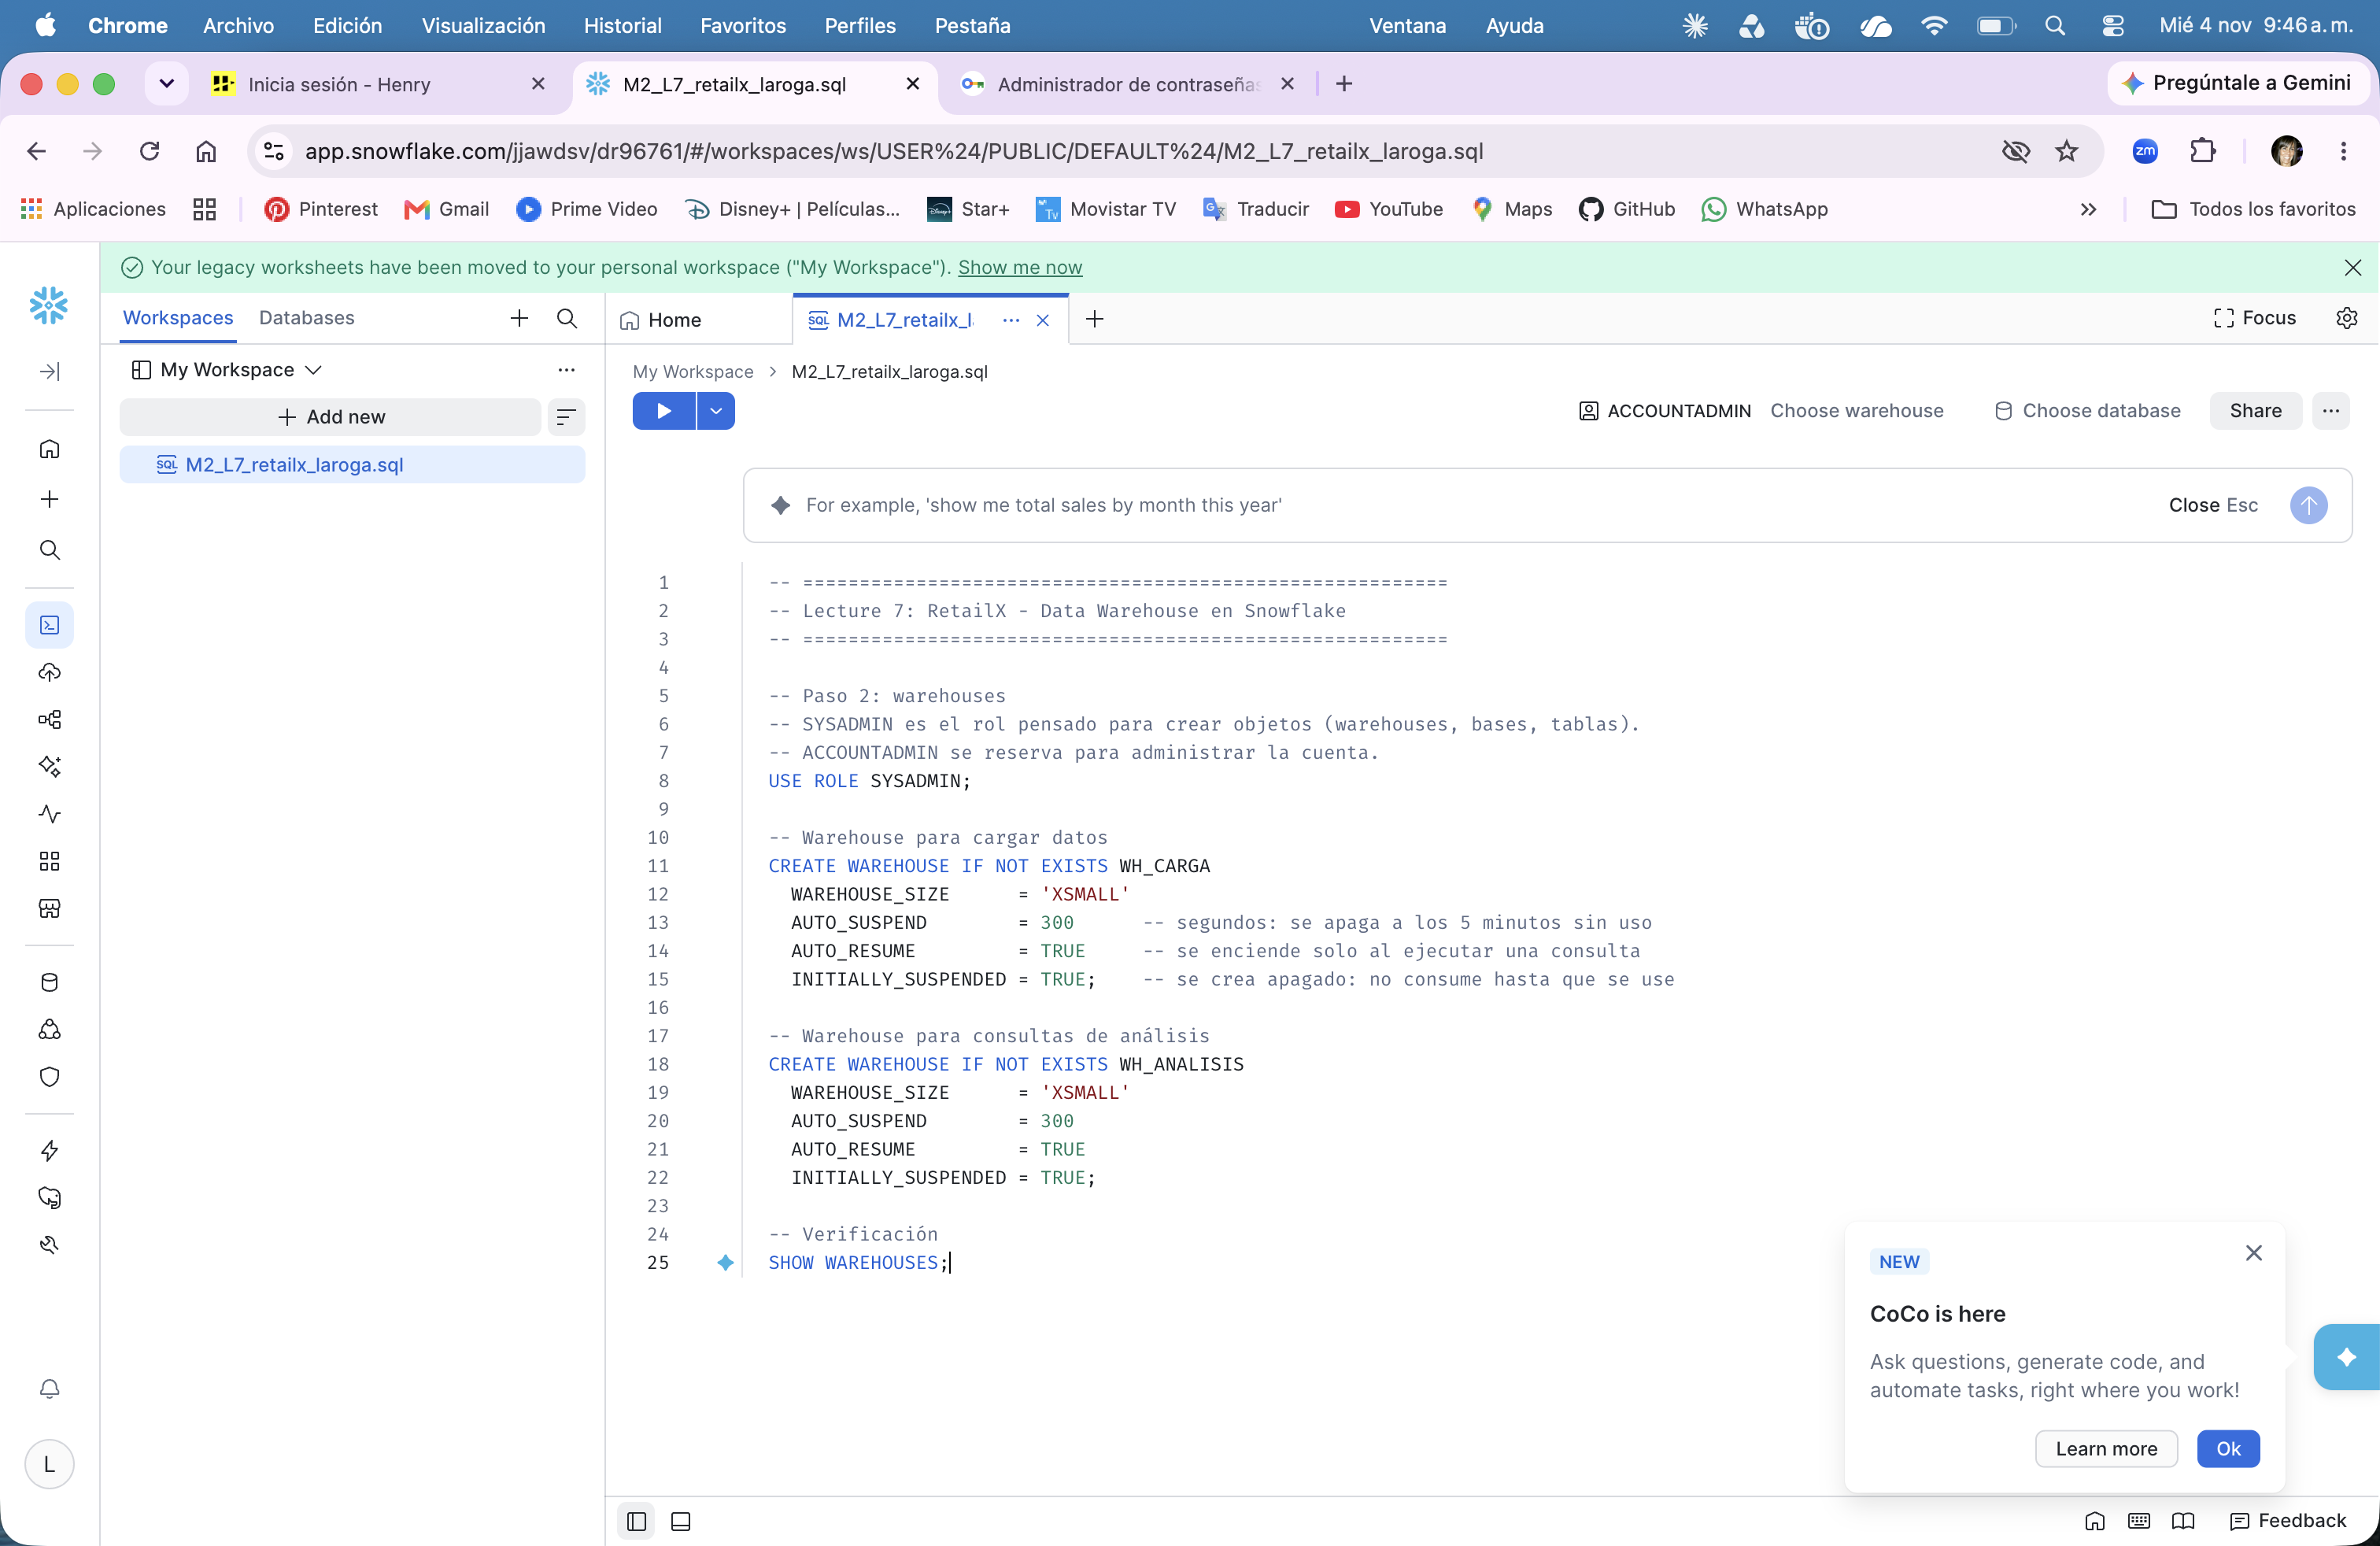 Chrome Archivo Edición Visualización Historial Favoritos Perfiles Pestaña Ventana Ayuda Mié 4 nov 9:46 a.m.
Inicia sesión - Henry M2_L7_retailx_laroga.sql Administrador de contraseñas Pregúntale a Gemini
app.snowflake.com/jjawdsv/dr96761/#/workspaces/ws/USER%24/PUBLIC/DEFAULT%24/M2_L7_retailx_laroga.sql zm
Aplicaciones Pinterest Gmail Prime Video Disney+ | Películas... Star+ Movistar TV Traducir YouTube Maps GitHub WhatsApp Todos los favoritos
Your legacy worksheets have been moved to your personal workspace ("My Workspace"). Show me now
Workspaces Databases Home SQL M2_L7_retailx_l. Focus
My Workspace
My Workspace > M2_L7_retailx_laroga.sql
Add new
ACCOUNTADMIN Choose warehouse Choose database Share
SQL M2_L7_retailx_laroga.sql
For example, 'show me total sales by month this year' Close Esc
1 -- =========================================================
2 -- Lecture 7: RetailX - Data Warehouse en Snowflake
3 -- =========================================================
4
5 -- Paso 2: warehouses
6 -- SYSADMIN es el rol pensado para crear objetos (warehouses, bases, tablas).
7 -- ACCOUNTADMIN se reserva para administrar la cuenta.
8 USE ROLE SYSADMIN;
9
10 -- Warehouse para cargar datos
11 CREATE WAREHOUSE IF NOT EXISTS WH_CARGA
12 WAREHOUSE_SIZE = 'XSMALL'
13 AUTO_SUSPEND = 300 -- segundos: se apaga a los 5 minutos sin uso
14 AUTO_RESUME = TRUE -- se enciende solo al ejecutar una consulta
15 INITIALLY_SUSPENDED = TRUE; -- se crea apagado: no consume hasta que se use
16
17 -- Warehouse para consultas de análisis
18 CREATE WAREHOUSE IF NOT EXISTS WH_ANALISIS
19 WAREHOUSE_SIZE = 'XSMALL'
20 AUTO_SUSPEND = 300
21 AUTO_RESUME = TRUE
22 INITIALLY_SUSPENDED = TRUE;
23
24 -- Verificación
25 SHOW WAREHOUSES;
NEW
CoCo is here
Ask questions, generate code, and
automate tasks, right where you work!
Learn more Ok
L
Feedback